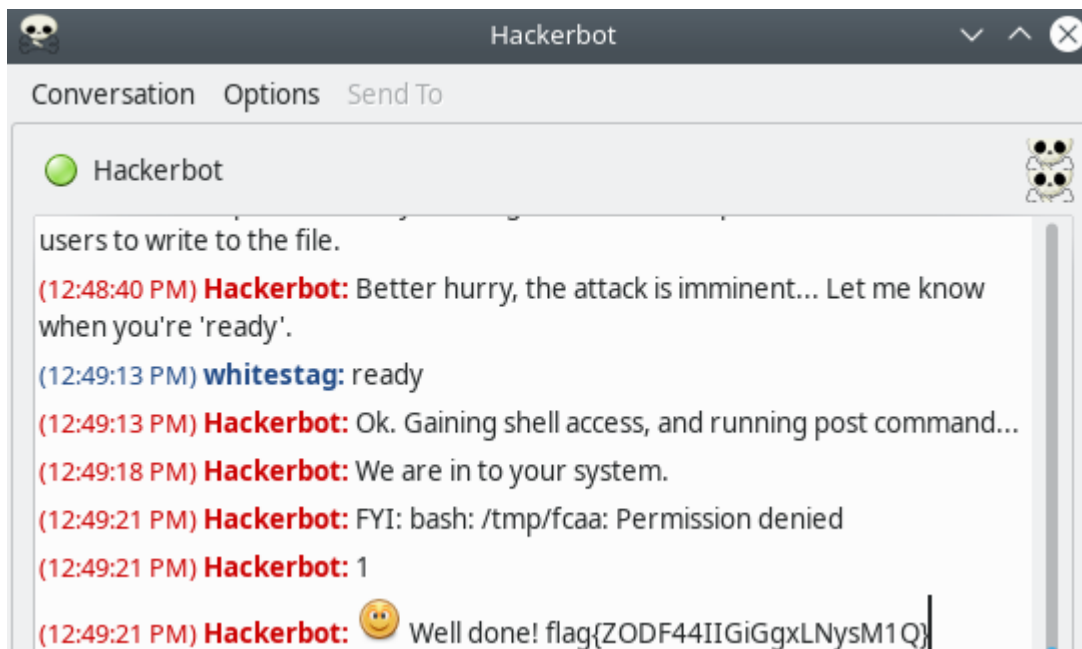 Hackerbot
Conversation Options Send To
Hackerbot
users to write to the file.
(12:48:40 PM) Hackerbot: Better hurry, the attack is imminent... Let me know
when you're 'ready'.
(12:49:13 PM) whitestag: ready
(12:49:13 PM) Hackerbot: Ok. Gaining shell access, and running post command...
(12:49:18 PM) Hackerbot: We are in to your system.
(12:49:21 PM) Hackerbot: FYI: bash: /tmp/fcaa: Permission denied
(12:49:21 PM) Hackerbot: 1
(12:49:21 PM) Hackerbot: Well done! flag{ZODF44IIGiGgxLNysM1Q}